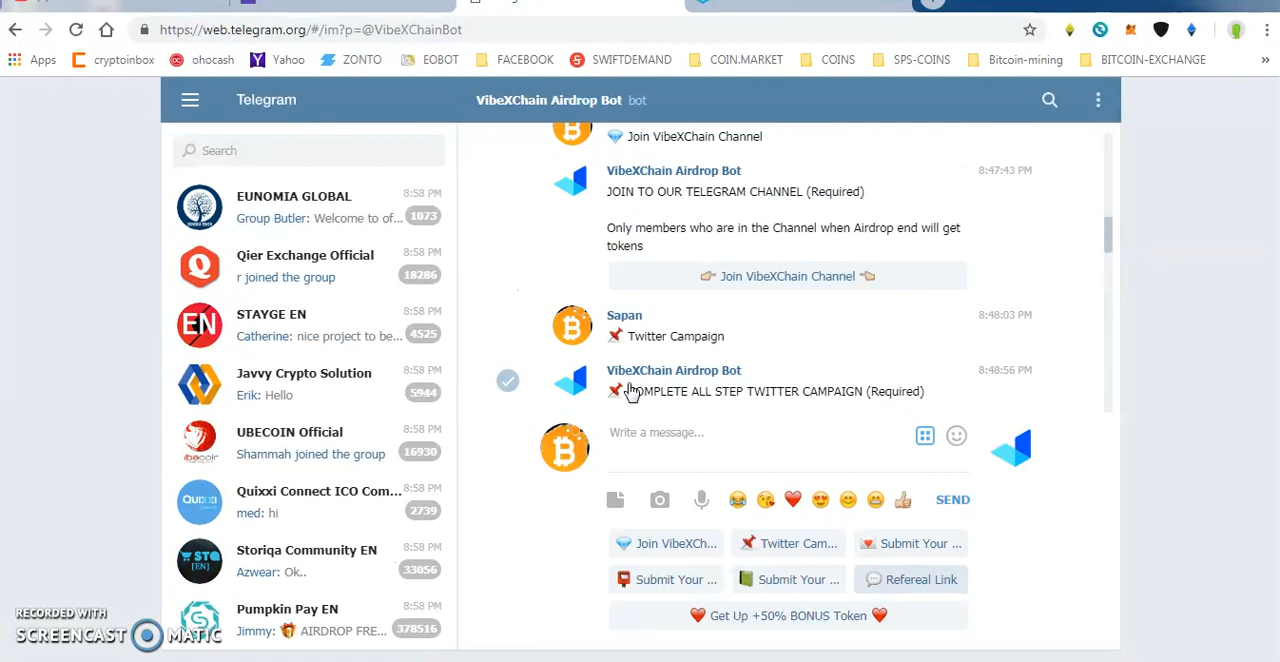 https://web.telegram.org/#/im?p=@VibeXChainBot
Apps cryptoinbox ohocash Yahoo ZONTO EOBOT FACEBOOK SWIFTDEMAND COIN.MARKET COINS SPS-COINS Bitcoin-mining BITCOIN-EXCHANGE »
Telegram
VibeXChain Airdrop Bot bot
Search
EUNOMIA GLOBAL 8:58 PM
Group Butler: Welcome to of... 1073
Qier Exchange Official 8:58 PM
r joined the group 18286
STAYGE EN 8:58 PM
Catherine: nice project to be... 4525
Javvy Crypto Solution 8:58 PM
Erik: Hello 5944
UBECOIN Official 8:58 PM
Shammah joined the group 16930
Quixxi Connect ICO Com... 8:58 PM
med: hi 2739
Storiqa Community EN 8:58 PM
Azwear: Ok.. 33056
Pumpkin Pay EN 8:58 PM
Jimmy: 🎁 AIRDROP FRE... 378516
💎 Join VibeXChain Channel
VibeXChain Airdrop Bot 8:47:43 PM
JOIN TO OUR TELEGRAM CHANNEL (Required)
Only members who are in the Channel when Airdrop end will get
tokens
👉 Join VibeXChain Channel 👈
Sapan 8:48:03 PM
📌 Twitter Campaign
VibeXChain Airdrop Bot 8:48:56 PM
📌 COMPLETE ALL STEP TWITTER CAMPAIGN (Required)
Write a message...
SEND
💎 Join VibeXCh... 📌 Twitter Cam... 💌 Submit Your ...
📮 Submit Your ... 📗 Submit Your ... 💬 Refereal Link
❤️ Get Up +50% BONUS Token ❤️
RECORDED WITH
SCREENCAST MATIC